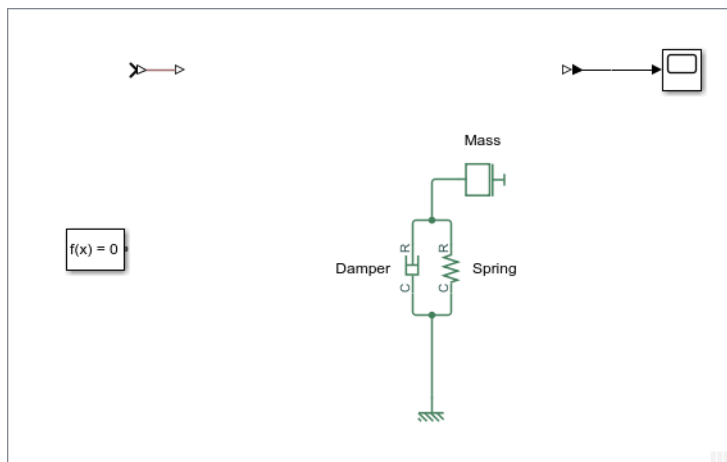 Mass
f(x) = 0
Damper
R
R
Spring
C
C